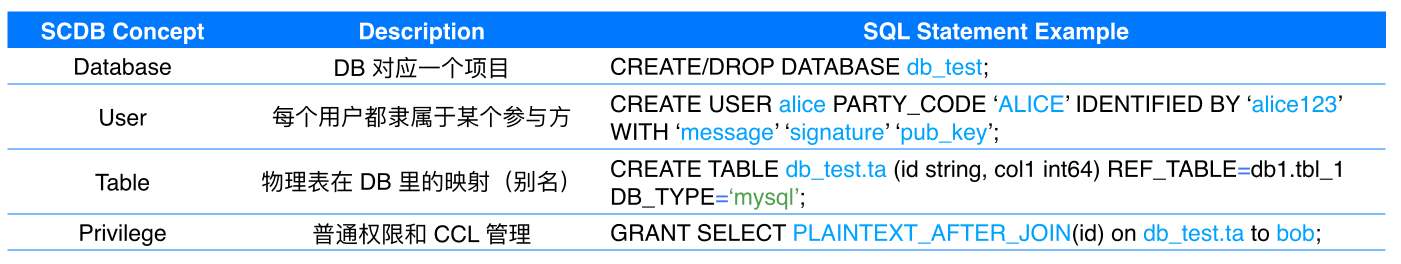 SCDB Concept Description SQL Statement Example
Database DB 对应一个项目 CREATE/DROP DATABASE db_test;
User 每个用户都隶属于某个参与方 CREATE USER alice PARTY_CODE ‘ALICE’ IDENTIFIED BY ‘alice123’
WITH ‘message’ ‘signature’ ‘pub_key’;
Table 物理表在 DB 里的映射（别名） CREATE TABLE db_test.ta (id string, col1 int64) REF_TABLE=db1.tbl_1
DB_TYPE=‘mysql’;
Privilege 普通权限和 CCL 管理 GRANT SELECT PLAINTEXT_AFTER_JOIN(id) on db_test.ta to bob;